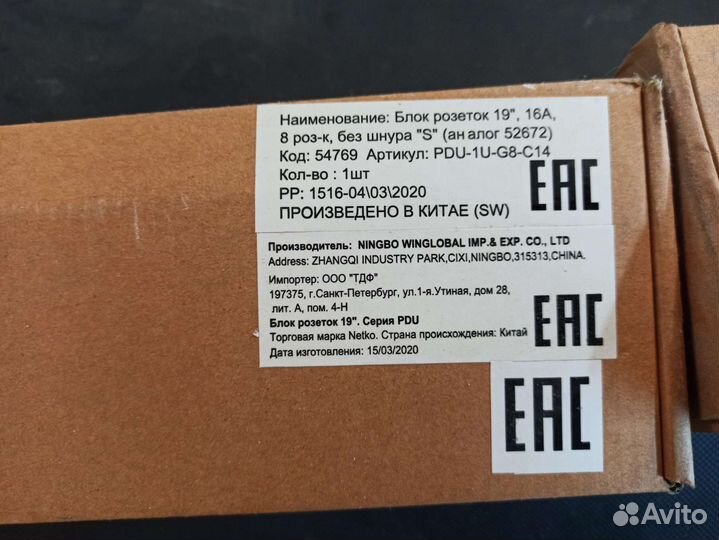 Наименование: Блок розеток 19", 16А,
8 роз-к, без шнура "S" (аналог 52672)
Код: 54769 Артикул: PDU-1U-G8-C14
Кол-во : 1шт
РР: 1516-04\03\2020
ПРОИЗВЕДЕНО В КИТАЕ (SW)
EAC
Производитель: NINGBO WINGLOBAL IMP.& EXP. CO., LTD
Address: ZHANGQI INDUSTRY PARK,CIXI,NINGBO,315313,CHINA.
Импортер: ООО "ТДФ"
197375, г.Санкт-Петербург, ул.1-я.Утиная, дом 28,
лит. А, пом. 4-Н
Блок розеток 19". Серия PDU
Торговая марка Netko. Страна происхождения: Китай
Дата изготовления: 15/03/2020
EAC
EAC
Avito